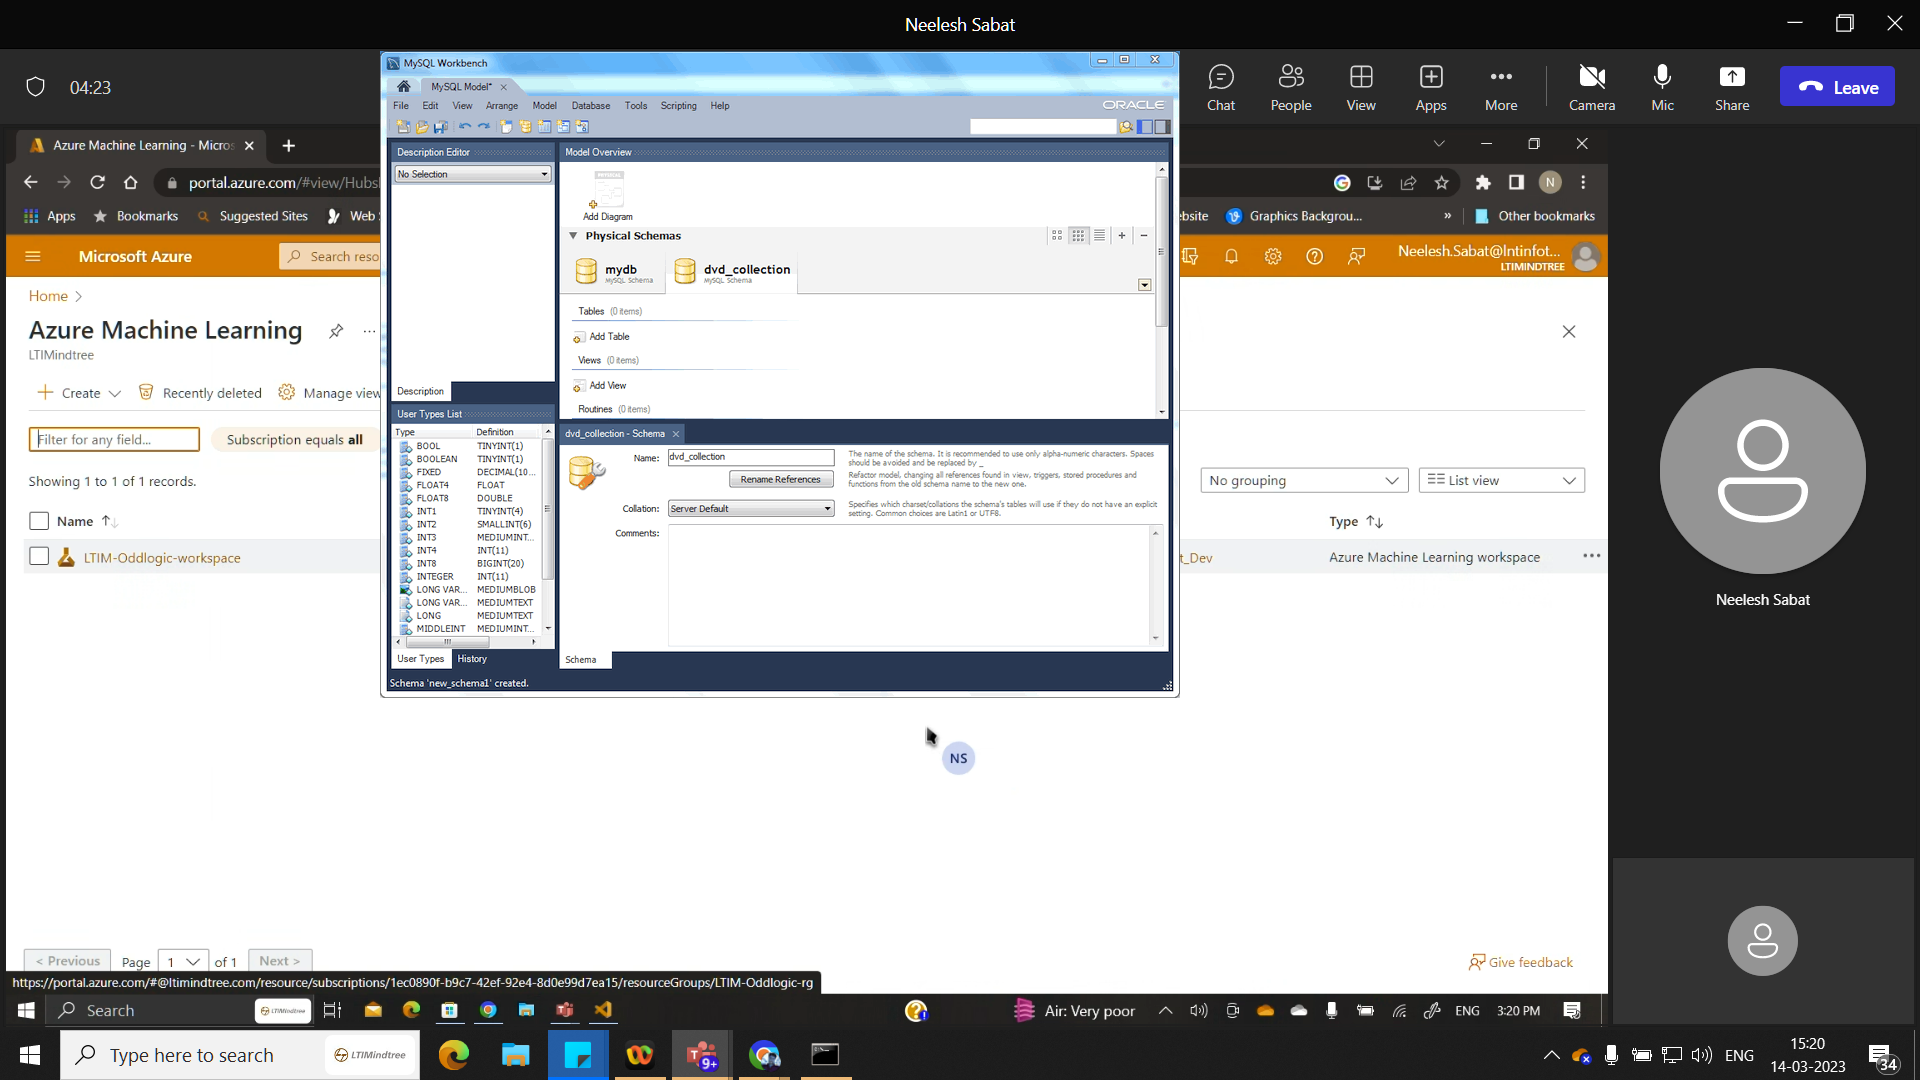 Neelesh Sabat
04:23
Chat
People
View
Apps
More
Camera
Mic
Share
Leave
Azure Machine Learning - Micros
portal.azure.com/#view/Hubs
Apps
Bookmarks
Suggested Sites
Web
ebsite
Graphics Backgrou...
»
Other bookmarks
N
Microsoft Azure
Search reso
Neelesh.Sabat@lntinfot...
LTIMINDTREE
Home >
Azure Machine Learning
...
LTIMindtree
Create
Recently deleted
Manage view
Filter for any field...
Subscription equals all
Showing 1 to 1 of 1 records.
No grouping
List view
Name
Type
LTIM-Oddlogic-workspace
t_Dev
Azure Machine Learning workspace
...
MySQL Workbench
MySQL Model*
File Edit View Arrange Model Database Tools Scripting Help
ORACLE
Description Editor
No Selection
Description
User Types List
Type Definition
BOOL TINYINT(1)
BOOLEAN TINYINT(1)
FIXED DECIMAL(10...
FLOAT4 FLOAT
FLOAT8 DOUBLE
INT1 TINYINT(4)
INT2 SMALLINT(6)
INT3 MEDIUMINT...
INT4 INT(11)
INT8 BIGINT(20)
INTEGER INT(11)
LONG VAR... MEDIUMBLOB
LONG VAR... MEDIUMTEXT
LONG MEDIUMTEXT
MIDDLEINT MEDIUMINT...
User Types History
Schema 'new_schema1' created.
Model Overview
Add Diagram
Physical Schemas
mydb
MySQL Schema
dvd_collection
MySQL Schema
Tables (0 items)
Add Table
Views (0 items)
Add View
Routines (0 items)
dvd_collection - Schema
Name: dvd_collection
The name of the schema. It is recommended to use only alpha-numeric characters. Spaces
should be avoided and be replaced by _
Rename References
Refactor model, changing all references found in view, triggers, stored procedures and
functions from the old schema name to the new one.
Collation: Server Default
Specifies which charset/collations the schema's tables will use if they do not have an explicit
setting. Common choices are Latin1 or UTF8.
Comments:
Schema
NS
Neelesh Sabat
< Previous
Page 1 of 1
Next >
Give feedback
https://portal.azure.com/#@ltimindtree.com/resource/subscriptions/1ec0890f-b9c7-42ef-92e4-8d0e99d7ea15/resourceGroups/LTIM-Oddlogic-rg
Search
LTIMindtree
Air: Very poor
ENG
3:20 PM
Type here to search
LTIMindtree
9+
ENG
15:20
14-03-2023
34